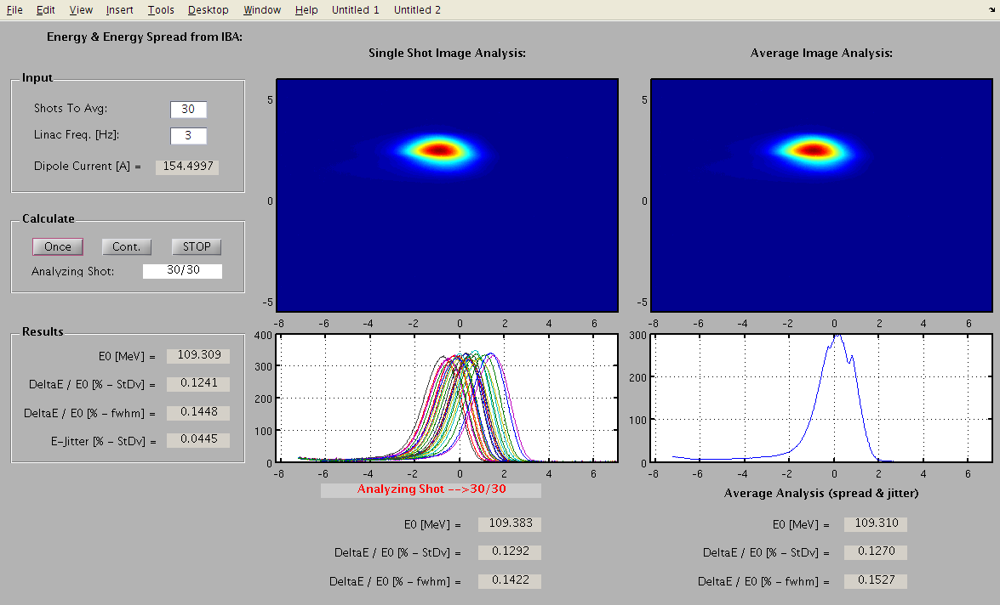 File Edit View Insert Tools Desktop Window Help Untitled 1 Untitled 2
Energy & Energy Spread from IBA:
Input
Shots To Avg: 30
Linac Freq. [Hz]: 3
Dipole Current [A] = 154.4997
Calculate
Once Cont. STOP
Analyzing Shot: 30/30
Results
E0 [MeV] = 109.309
DeltaE / E0 [% - StDv] = 0.1241
DeltaE / E0 [% - fwhm] = 0.1448
E-Jitter [% - StDv] = 0.0445
Single Shot Image Analysis:
5
0
-5
-8 -6 -4 -2 0 2 4 6
400
300
200
100
0
-8 -6 -4 -2 0 2 4 6
Analyzing Shot -->30/30
E0 [MeV] = 109.383
DeltaE / E0 [% - StDv] = 0.1292
DeltaE / E0 [% - fwhm] = 0.1422
Average Image Analysis:
5
0
-5
-8 -6 -4 -2 0 2 4 6
300
200
100
0
-8 -6 -4 -2 0 2 4 6
Average Analysis (spread & jitter)
E0 [MeV] = 109.310
DeltaE / E0 [% - StDv] = 0.1270
DeltaE / E0 [% - fwhm] = 0.1527